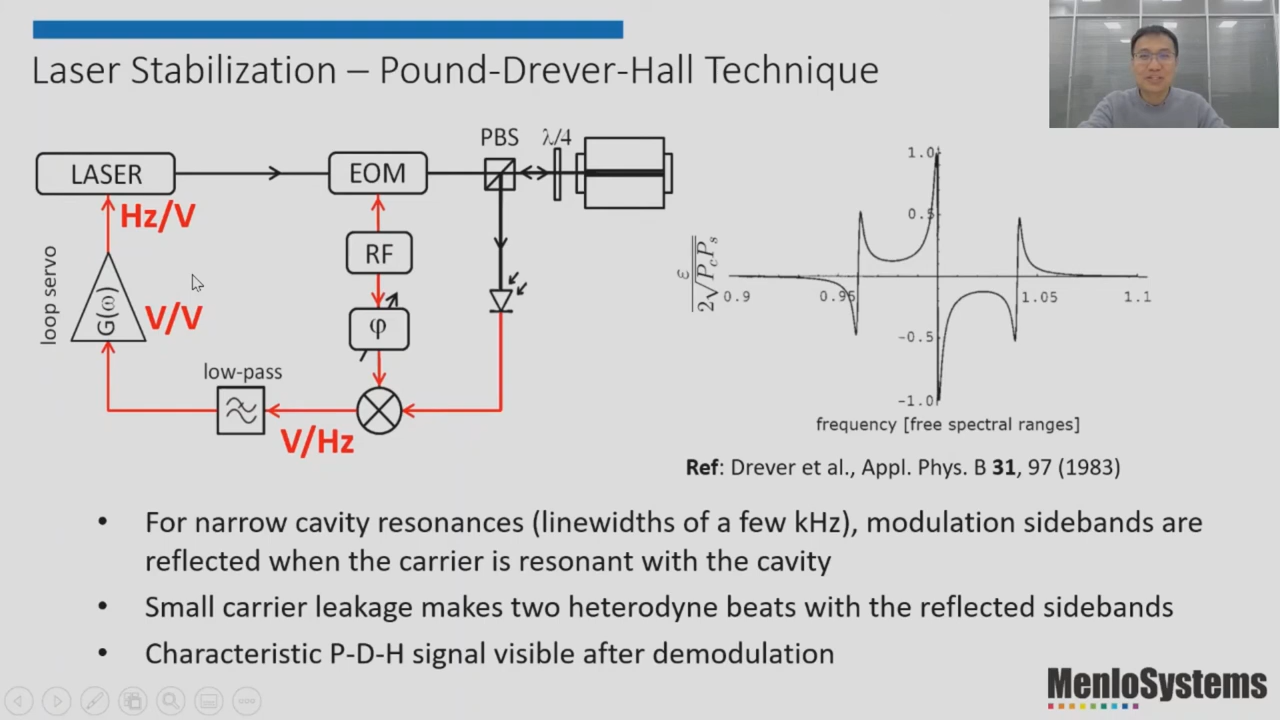 Laser Stabilization – Pound-Drever-Hall Technique
LASER
EOM
PBS
λ/4
Hz/V
RF
loop servo
G(ω)
V/V
φ
low-pass
V/Hz
ε
2√PcPs
1.0
0.5
0.9
0.95
1.05
1.1
−0.5
−1.0
frequency [free spectral ranges]
Ref: Drever et al., Appl. Phys. B 31, 97 (1983)
• For narrow cavity resonances (linewidths of a few kHz), modulation sidebands are
reflected when the carrier is resonant with the cavity
• Small carrier leakage makes two heterodyne beats with the reflected sidebands
• Characteristic P-D-H signal visible after demodulation
MenloSystems